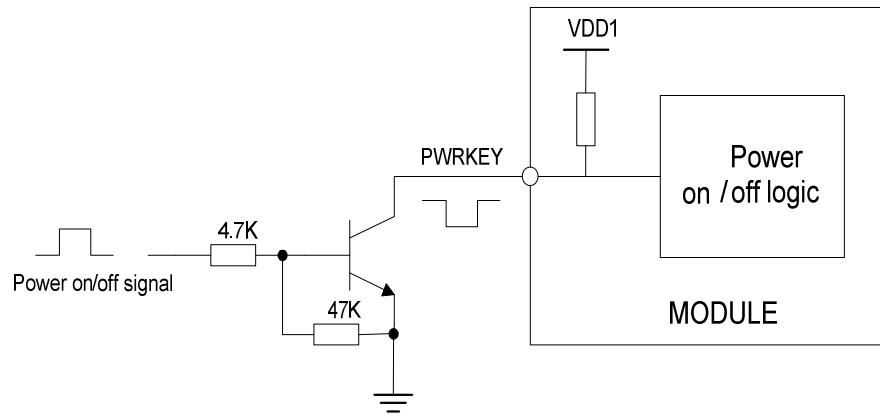 VDD1
Power
on / off logic
PWRKEY
4.7K
Power on/off signal
47K
MODULE